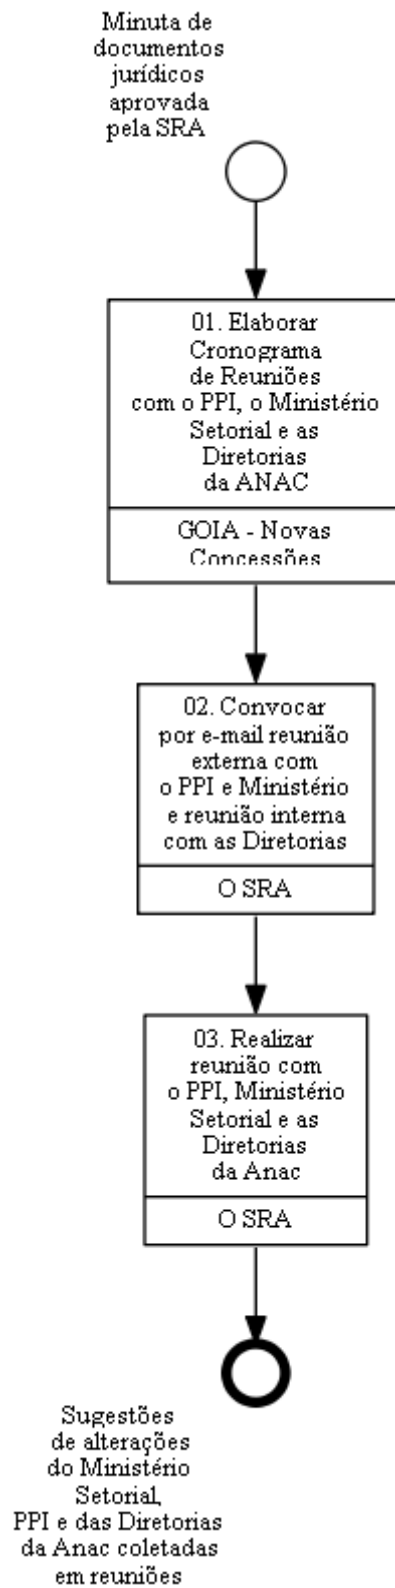 Minuta de
documentos
jurídicos
aprovada
pela SRA
01. Elaborar
Cronograma
de Reuniões
com o PPI, o Ministério
Setorial e as
Diretorias
da ANAC
GOIA - Novas
Concessões
02. Convocar
por e-mail reunião
externa com
o PPI e Ministério
e reunião interna
com as Diretorias
O SRA
03. Realizar
reunião com
o PPI, Ministério
Setorial e as
Diretorias
da Anac
O SRA
Sugestões
de alterações
do Ministério
Setorial,
PPI e das Diretorias
da Anac coletadas
em reuniões